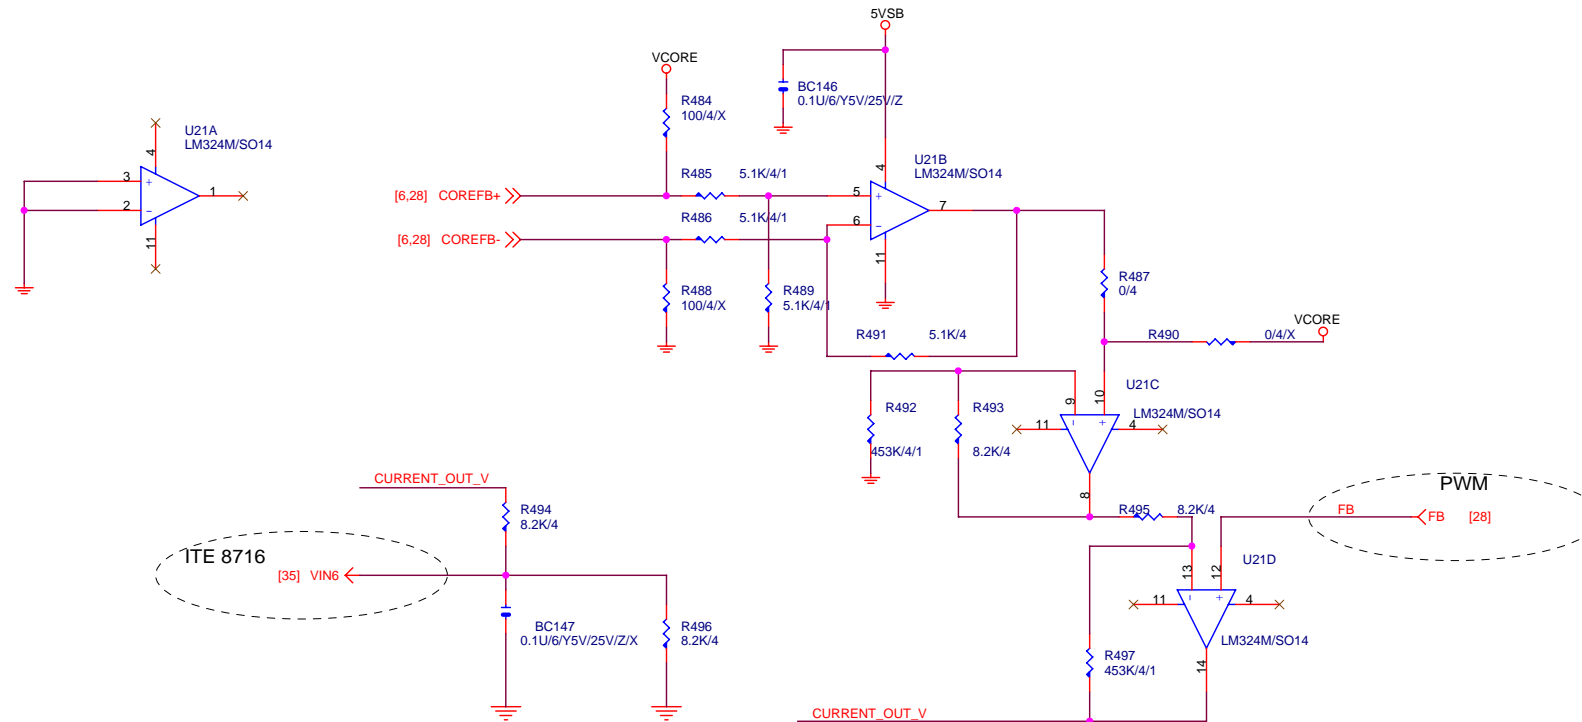 5VSB
VCORE
BC146
0.1U/6/Y5V/25V/Z
R484
100/4/X
U21A
LM324M/SO14
4
3
+
1
2
-
11
U21B
LM324M/SO14
4
R485
5.1K/4/1
[6,28] COREFB+
5
+
7
R486
5.1K/4/1
6
-
[6,28] COREFB-
11
R488
100/4/X
R489
5.1K/4/1
R487
0/4
VCORE
R490
0/4/X
R491
5.1K/4
U21C
LM324M/SO14
9
10
-
+
11
4
8
R492
453K/4/1
R493
8.2K/4
CURRENT_OUT_V
R494
8.2K/4
R495
8.2K/4
PWM
FB
FB [28]
ITE 8716
[35] VIN6
U21D
13
12
-
+
11
4
LM324M/SO14
14
BC147
0.1U/6/Y5V/25V/Z/X
R496
8.2K/4
R497
453K/4/1
CURRENT_OUT_V